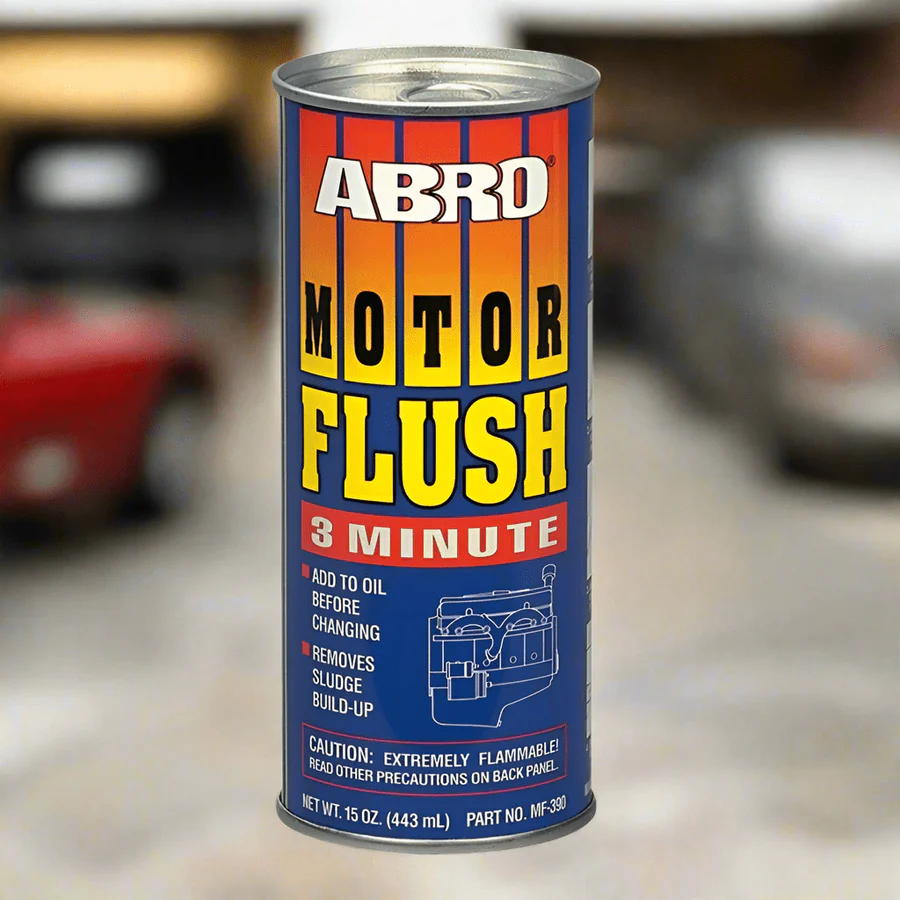 ABRO®
MOTOR
FLUSH
3 MINUTE
ADD TO OIL
BEFORE
CHANGING
REMOVES
SLUDGE
BUILD-UP
CAUTION: EXTREMELY FLAMMABLE!
READ OTHER PRECAUTIONS ON BACK PANEL.
NET WT. 15 OZ. (443 mL) PART NO. MF-390